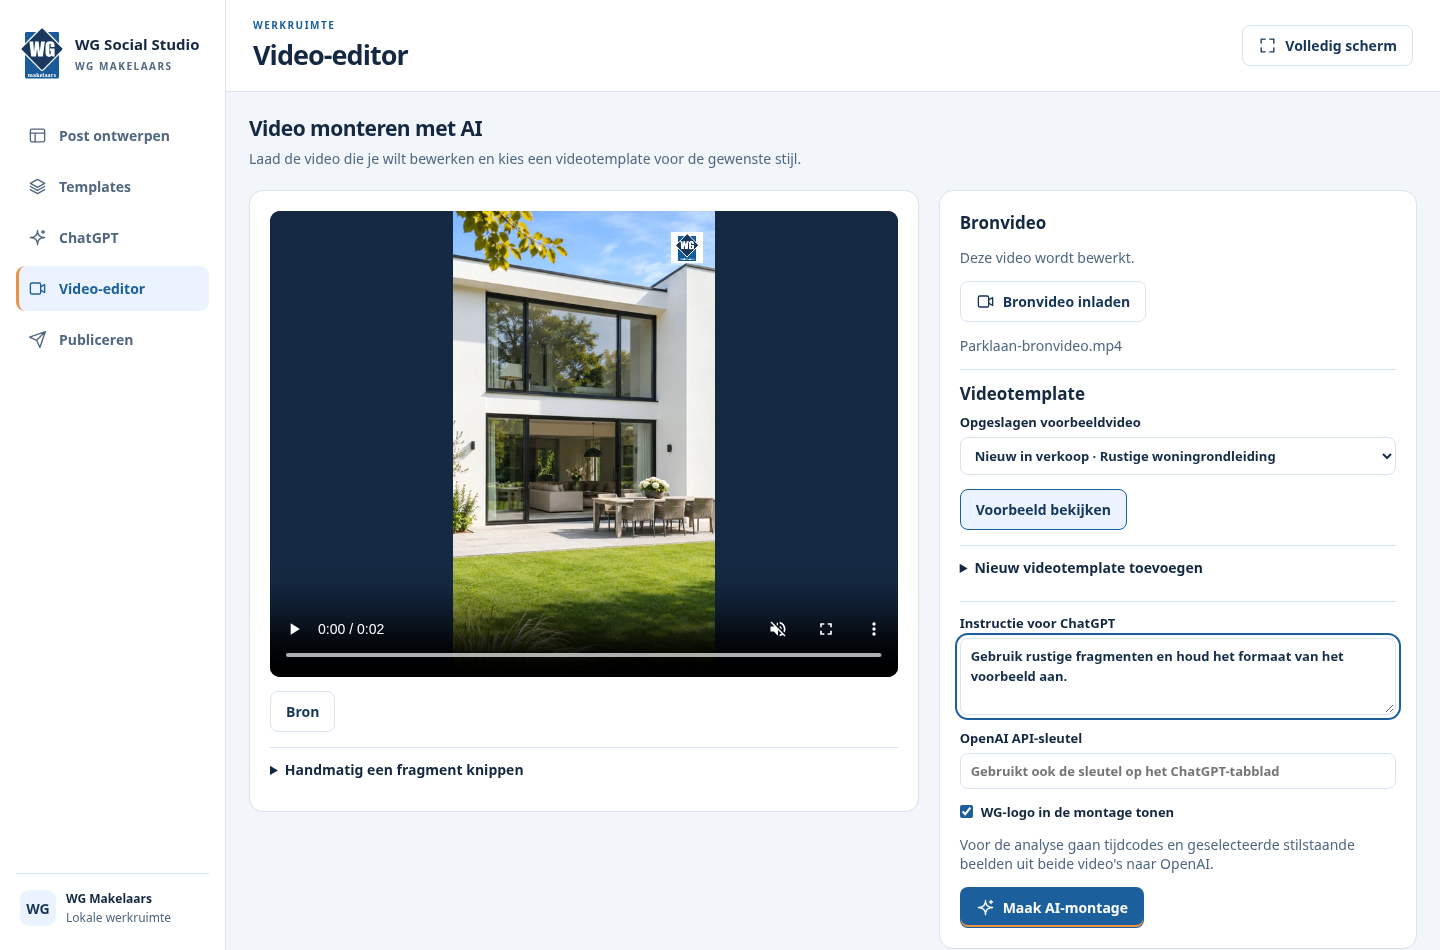 WG
makelaars
WG Social Studio
WG MAKELAARS
Post ontwerpen
Templates
ChatGPT
Video-editor
Publiceren
WG
WG Makelaars
Lokale werkruimte
WERKRUIMTE
Video-editor
Volledig scherm
Video monteren met AI
Laad de video die je wilt bewerken en kies een videotemplate voor de gewenste stijl.
WG
0:00 / 0:02
Bron
Handmatig een fragment knippen
Bronvideo
Deze video wordt bewerkt.
Bronvideo inladen
Parklaan-bronvideo.mp4
Videotemplate
Opgeslagen voorbeeldvideo
Nieuw in verkoop · Rustige woningrondleiding
Voorbeeld bekijken
Nieuw videotemplate toevoegen
Instructie voor ChatGPT
Gebruik rustige fragmenten en houd het formaat van het
voorbeeld aan.
OpenAI API-sleutel
Gebruikt ook de sleutel op het ChatGPT-tabblad
WG-logo in de montage tonen
Voor de analyse gaan tijdcodes en geselecteerde stilstaande
beelden uit beide video's naar OpenAI.
Maak AI-montage